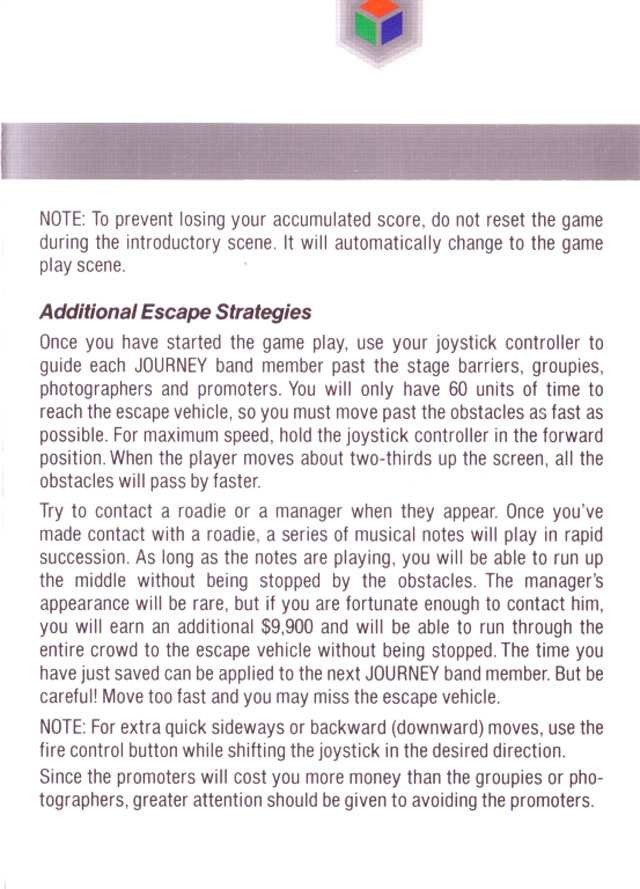 NOTE: To prevent losing your accumulated score, do not reset the game
during the introductory scene. It will automatically change to the game
play scene.
Additional Escape Strategies
Once you have started the game play, use your joystick controller to
guide each JOURNEY band member past the stage barriers, groupies,
photographers and promoters. You will only have 60 units of time to
reach the escape vehicle, so you must move past the obstacles as fast as
possible. For maximum speed, hold the joystick controller in the forward
position. When the player moves about two-thirds up the screen, all the
obstacles will pass by faster.
Try to contact a roadie or a manager when they appear. Once you've
made contact with a roadie, a series of musical notes will play in rapid
succession. As long as the notes are playing, you will be able to run up
the middle without being stopped by the obstacles. The manager's
appearance will be rare, but if you are fortunate enough to contact him,
you will earn an additional $9,900 and will be able to run through the
entire crowd to the escape vehicle without being stopped. The time you
have just saved can be applied to the next JOURNEY band member. But be
careful! Move too fast and you may miss the escape vehicle.
NOTE: For extra quick sideways or backward (downward) moves, use the
fire control button while shifting the joystick in the desired direction.
Since the promoters will cost you more money than the groupies or pho-
tographers, greater attention should be given to avoiding the promoters.